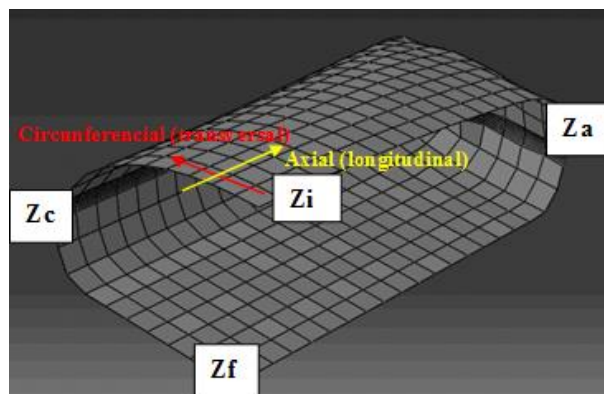 Circunferencial (transversal)
Za
Axial (longitudinal)
Zi
Zc
Zf